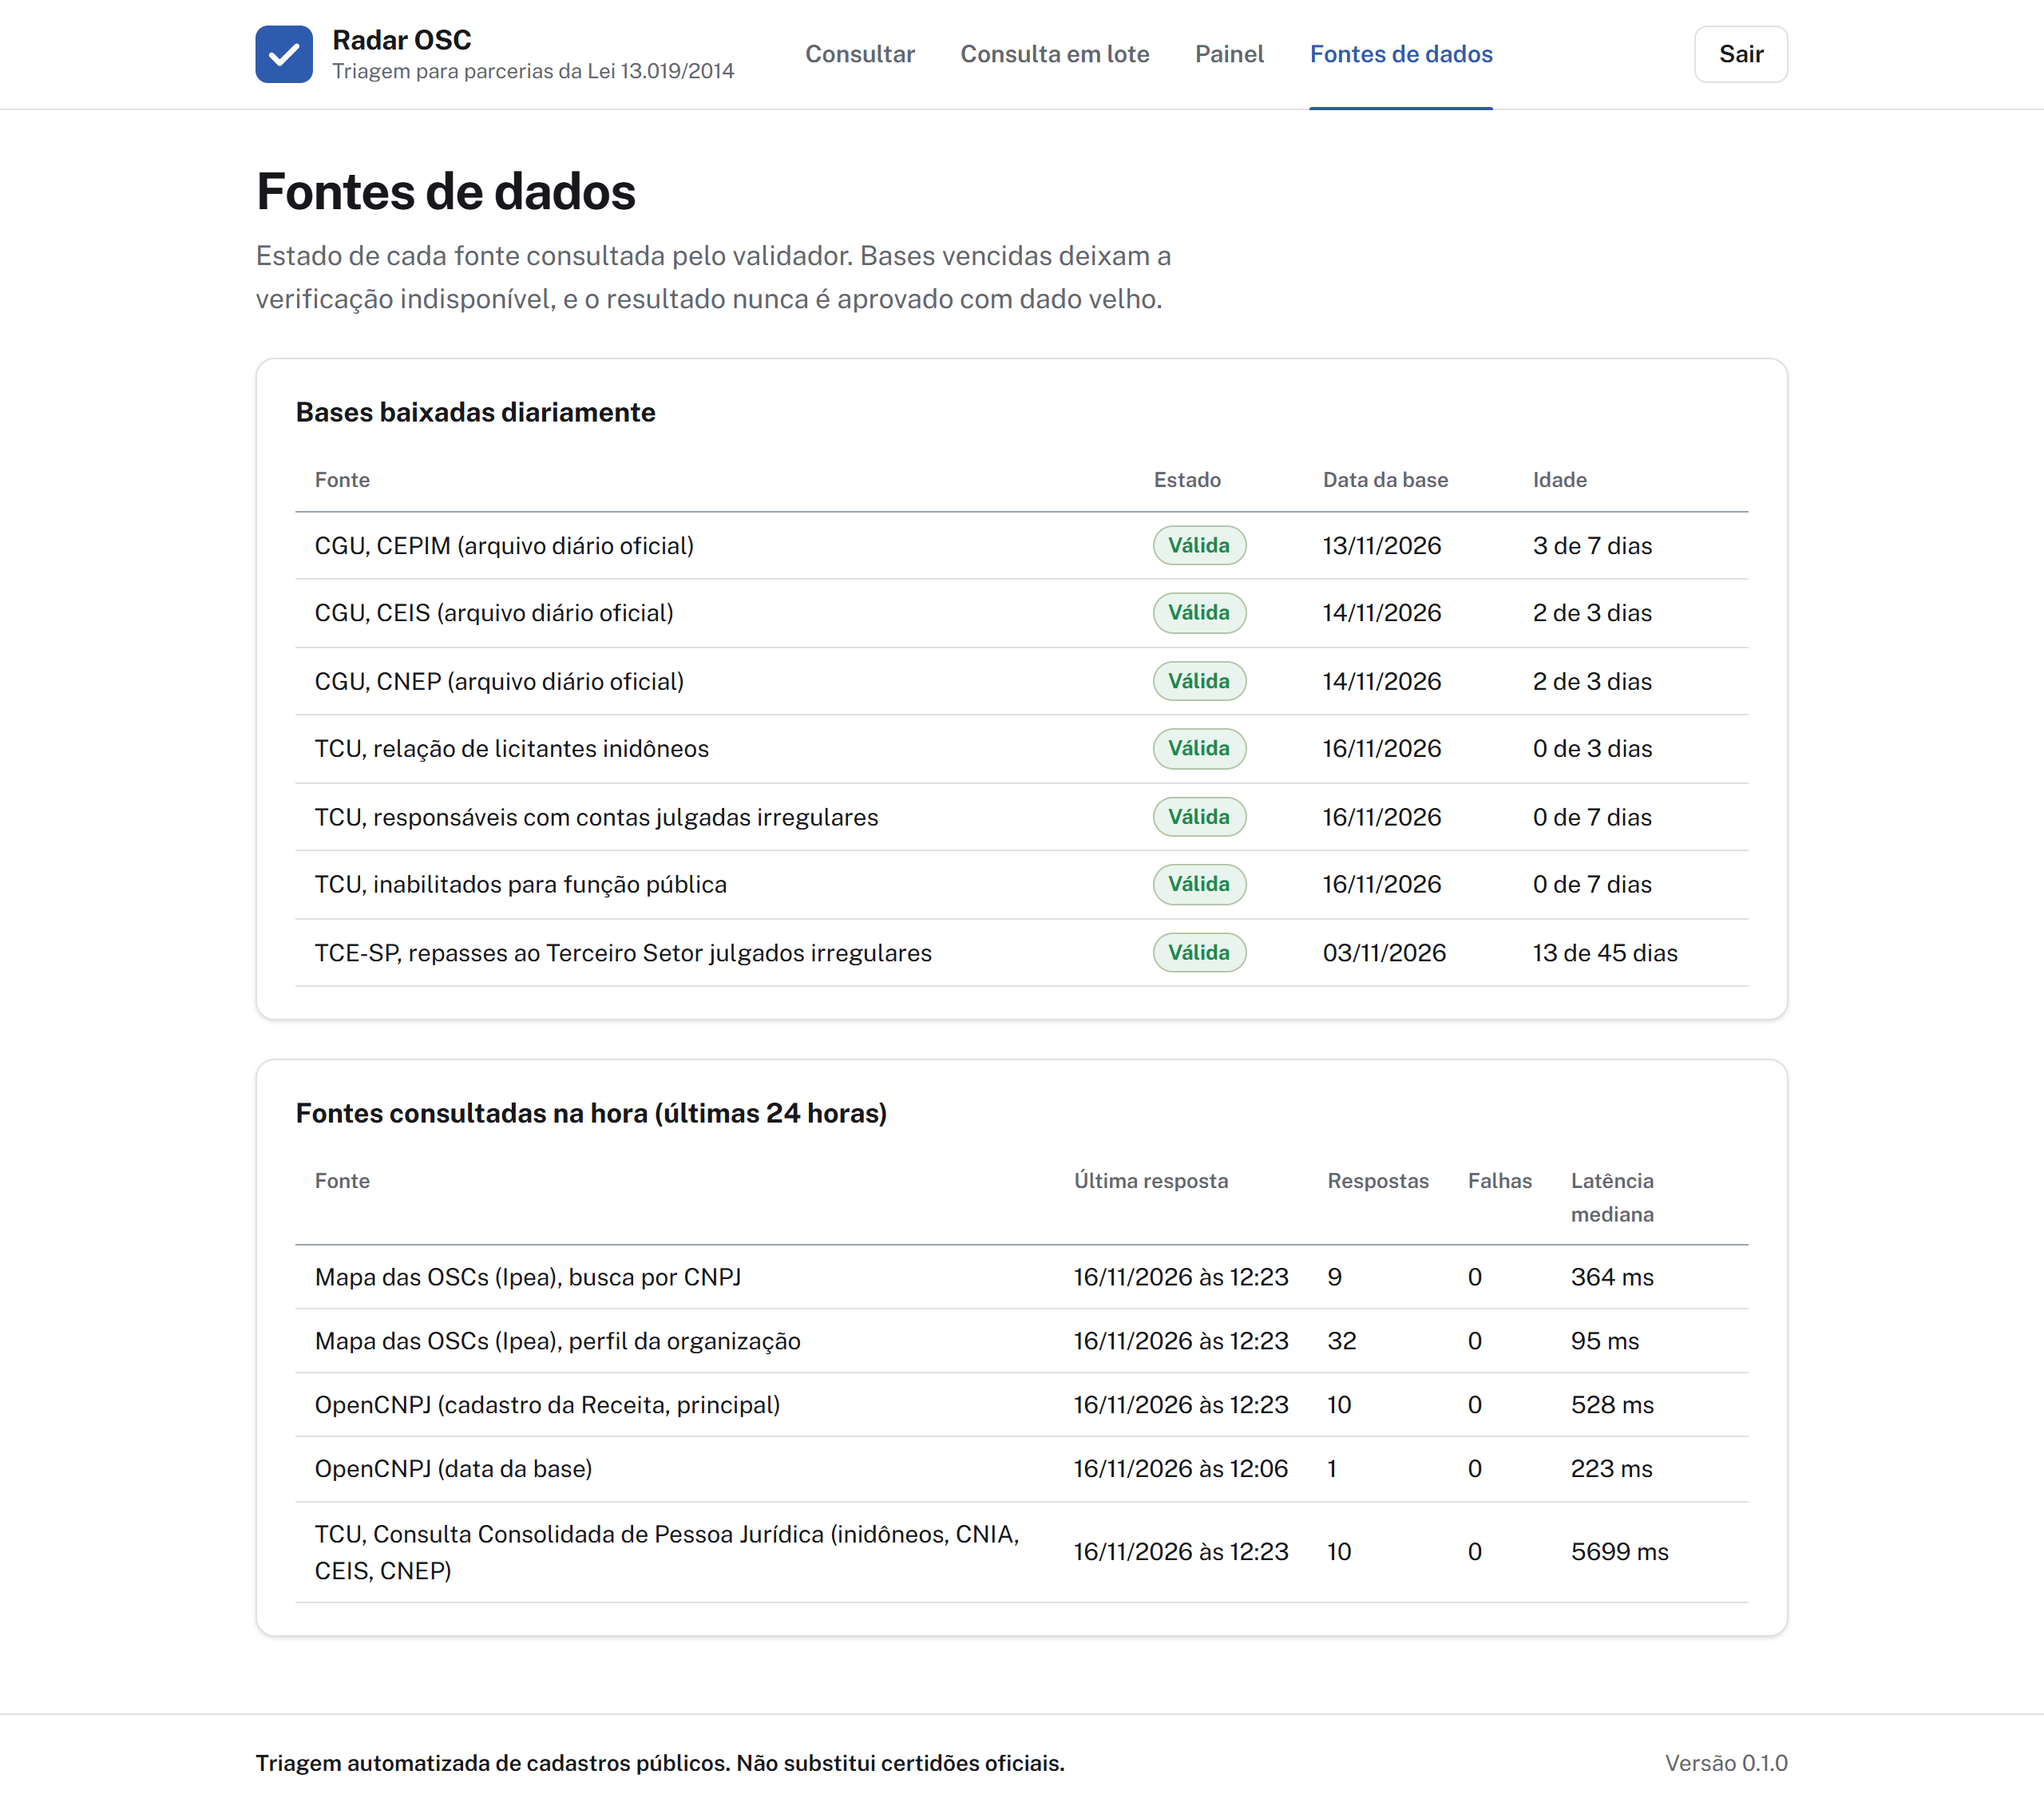 Radar OSC
Triagem para parcerias da Lei 13.019/2014
Consultar Consulta em lote Painel Fontes de dados Sair
Fontes de dados
Estado de cada fonte consultada pelo validador. Bases vencidas deixam a
verificação indisponível, e o resultado nunca é aprovado com dado velho.
Bases baixadas diariamente
Fonte Estado Data da base Idade
CGU, CEPIM (arquivo diário oficial) Válida 13/11/2026 3 de 7 dias
CGU, CEIS (arquivo diário oficial) Válida 14/11/2026 2 de 3 dias
CGU, CNEP (arquivo diário oficial) Válida 14/11/2026 2 de 3 dias
TCU, relação de licitantes inidôneos Válida 16/11/2026 0 de 3 dias
TCU, responsáveis com contas julgadas irregulares Válida 16/11/2026 0 de 7 dias
TCU, inabilitados para função pública Válida 16/11/2026 0 de 7 dias
TCE-SP, repasses ao Terceiro Setor julgados irregulares Válida 03/11/2026 13 de 45 dias
Fontes consultadas na hora (últimas 24 horas)
Fonte Última resposta Respostas Falhas Latência
mediana
Mapa das OSCs (Ipea), busca por CNPJ 16/11/2026 às 12:23 9 0 364 ms
Mapa das OSCs (Ipea), perfil da organização 16/11/2026 às 12:23 32 0 95 ms
OpenCNPJ (cadastro da Receita, principal) 16/11/2026 às 12:23 10 0 528 ms
OpenCNPJ (data da base) 16/11/2026 às 12:06 1 0 223 ms
TCU, Consulta Consolidada de Pessoa Jurídica (inidôneos, CNIA,
CEIS, CNEP) 16/11/2026 às 12:23 10 0 5699 ms
Triagem automatizada de cadastros públicos. Não substitui certidões oficiais. Versão 0.1.0